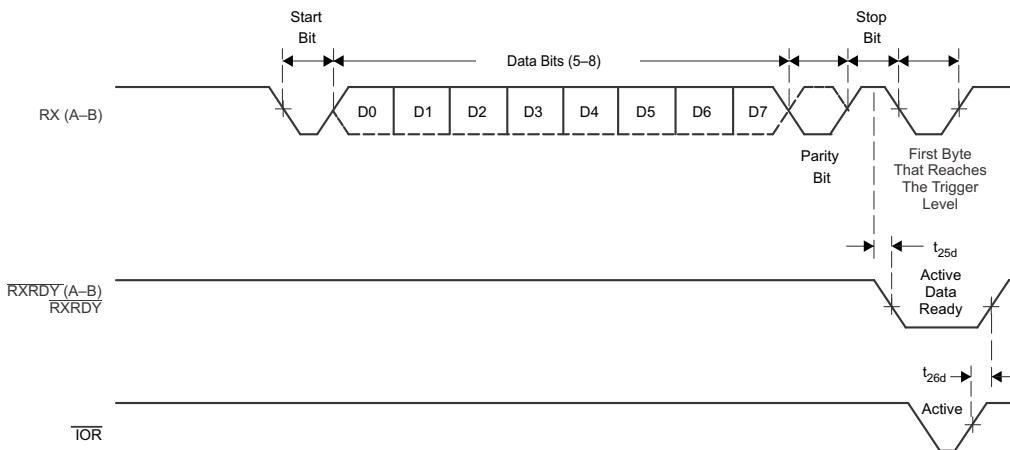 Start
Bit
Stop
Bit
Data Bits (5–8)
RX (A–B)
D0
D1
D2
D3
D4
D5
D6
D7
Parity
Bit
First Byte
That Reaches
The Trigger
Level
t25d
RXRDY (A–B)
RXRDY
Active
Data
Ready
t26d
Active
IOR